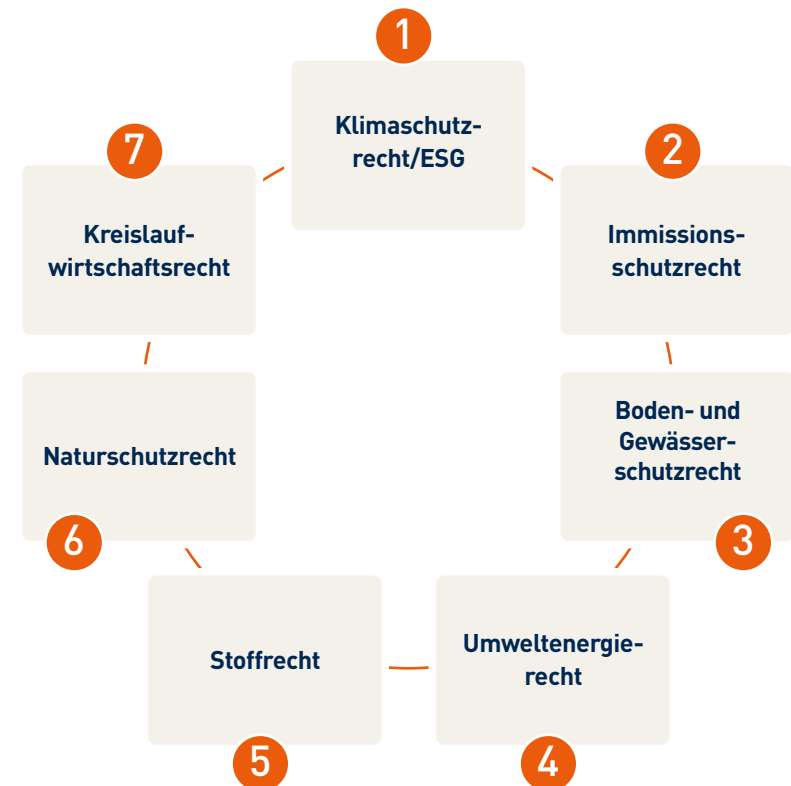 1
Klimaschutz-
recht/ESG
2
Immissions-
schutzrecht
3
Boden- und
Gewässer-
schutzrecht
4
Umweltenergie-
recht
5
Stoffrecht
6
Naturschutzrecht
7
Kreislauf-
wirtschaftsrecht